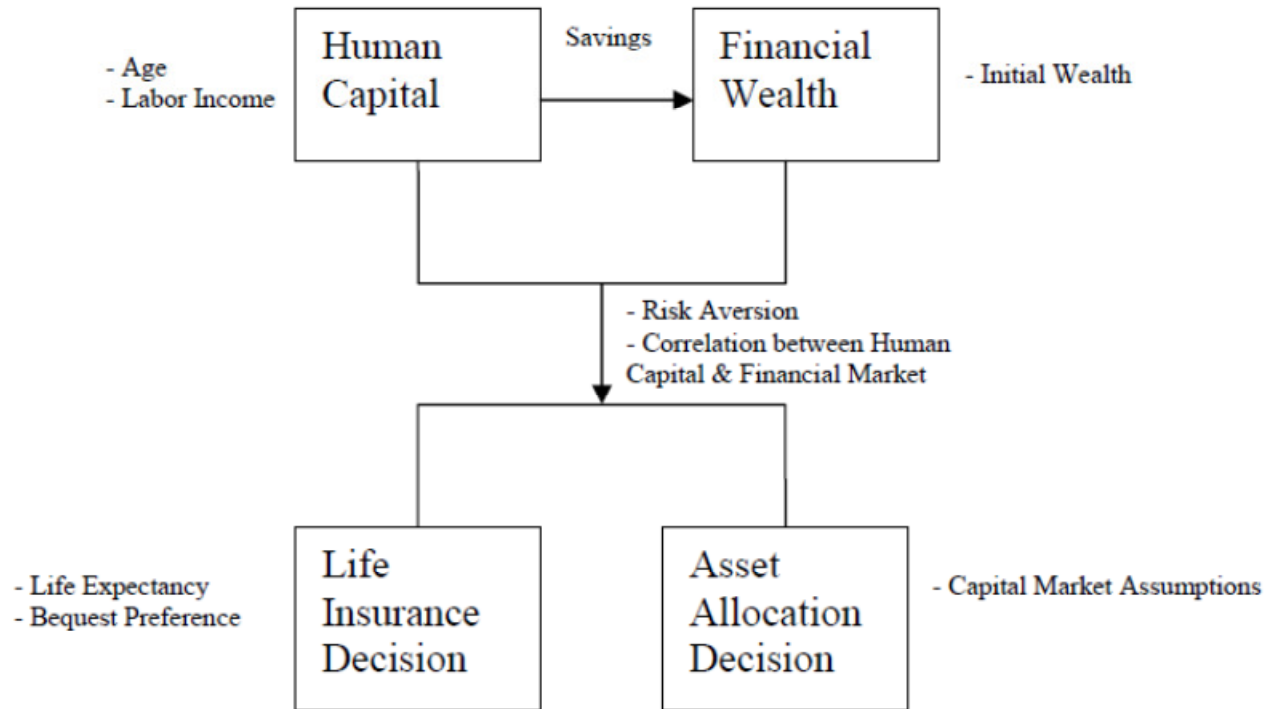 Human
Capital
Savings
Financial
Wealth
- Age
- Labor Income
- Initial Wealth
- Risk Aversion
- Correlation between Human
Capital & Financial Market
Life
Insurance
Decision
Asset
Allocation
Decision
- Life Expectancy
- Bequest Preference
- Capital Market Assumptions